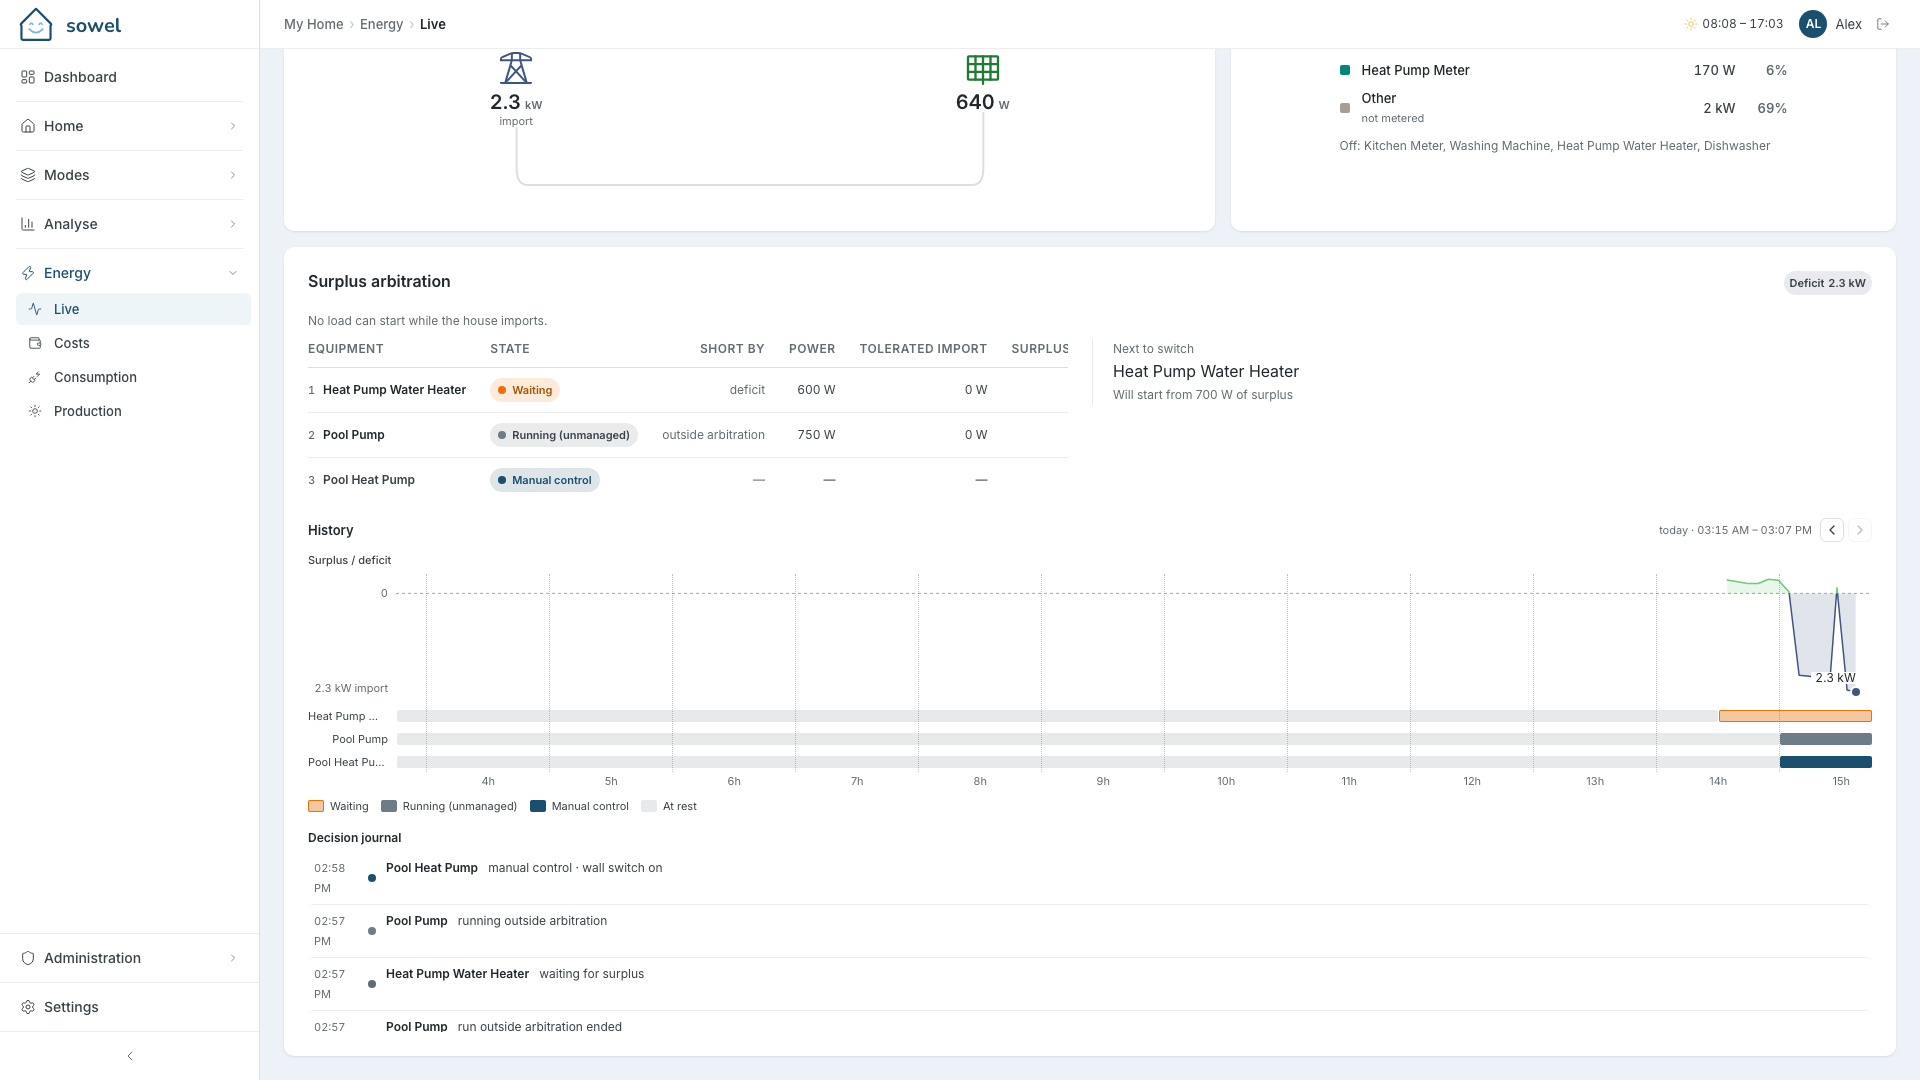 sowel
My Home › Energy › Live
08:08 – 17:03
AL
Alex
Dashboard
Home
Modes
Analyse
Energy
Live
Costs
Consumption
Production
Administration
Settings
2.3 kW
import
640 W
Heat Pump Meter 170 W 6%
Other 2 kW 69%
not metered
Off: Kitchen Meter, Washing Machine, Heat Pump Water Heater, Dishwasher
Surplus arbitration
Deficit 2.3 kW
No load can start while the house imports.
EQUIPMENT STATE SHORT BY POWER TOLERATED IMPORT SURPLUS
1 Heat Pump Water Heater Waiting deficit 600 W 0 W
2 Pool Pump Running (unmanaged) outside arbitration 750 W 0 W
3 Pool Heat Pump Manual control — — —
Next to switch
Heat Pump Water Heater
Will start from 700 W of surplus
History
today · 03:15 AM – 03:07 PM
Surplus / deficit
0
2.3 kW import
2.3 kW
Heat Pump ...
Pool Pump
Pool Heat Pu...
4h 5h 6h 7h 8h 9h 10h 11h 12h 13h 14h 15h
Waiting Running (unmanaged) Manual control At rest
Decision journal
02:58 PM Pool Heat Pump manual control · wall switch on
02:57 PM Pool Pump running outside arbitration
02:57 PM Heat Pump Water Heater waiting for surplus
02:57 Pool Pump run outside arbitration ended